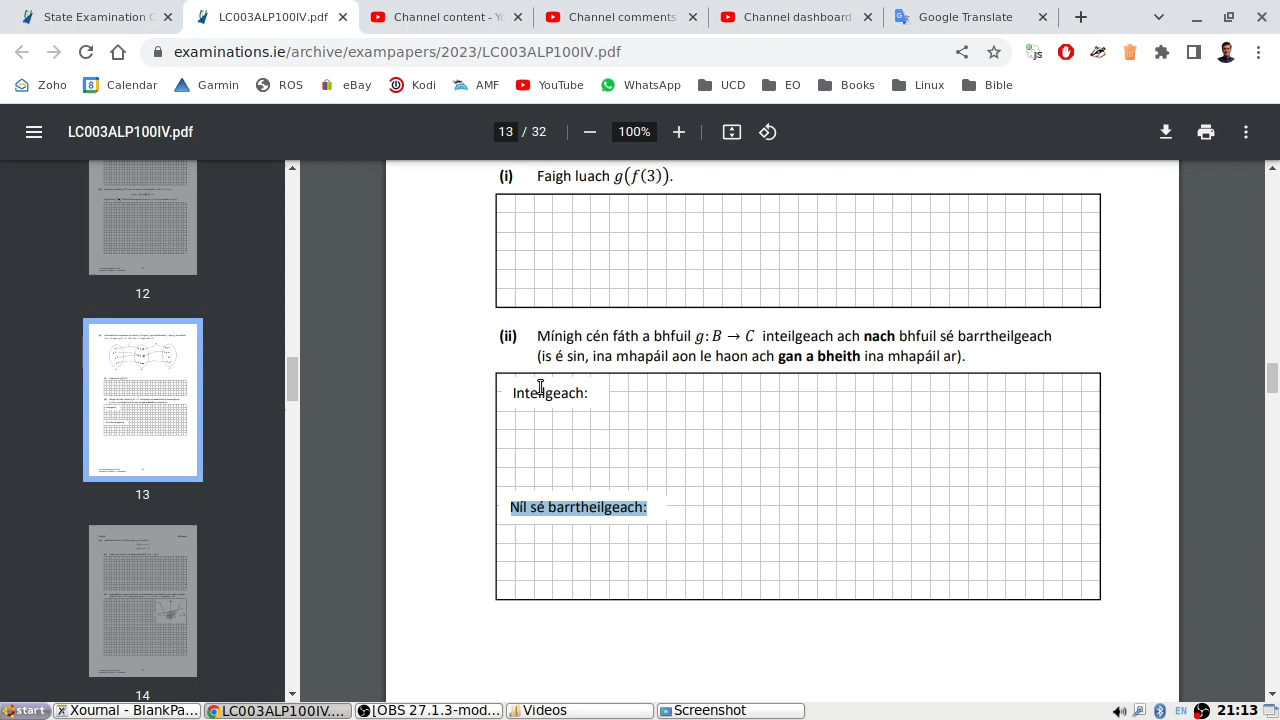 State Examination C
LC003ALP100IV.pdf
Channel content - Yo
Channel comments
Channel dashboard
Google Translate
examinations.ie/archive/exampapers/2023/LC003ALP100IV.pdf
Zoho
Calendar
Garmin
ROS
eBay
Kodi
AMF
YouTube
WhatsApp
UCD
EO
Books
Linux
Bible
LC003ALP100IV.pdf
13 / 32
100%
12
13
14
(i) Faigh luach g(f(3)).
(ii) Mínigh cén fáth a bhfuil g: B → C inteilgeach ach nach bhfuil sé barrtheilgeach
(is é sin, ina mhapáil aon le haon ach gan a bheith ina mhapáil ar).
Inteilgeach:
Níl sé barrtheilgeach:
start
Xournal - BlankPa...
LC003ALP100IV....
[OBS 27.1.3-mod...
Videos
Screenshot
EN
21:13